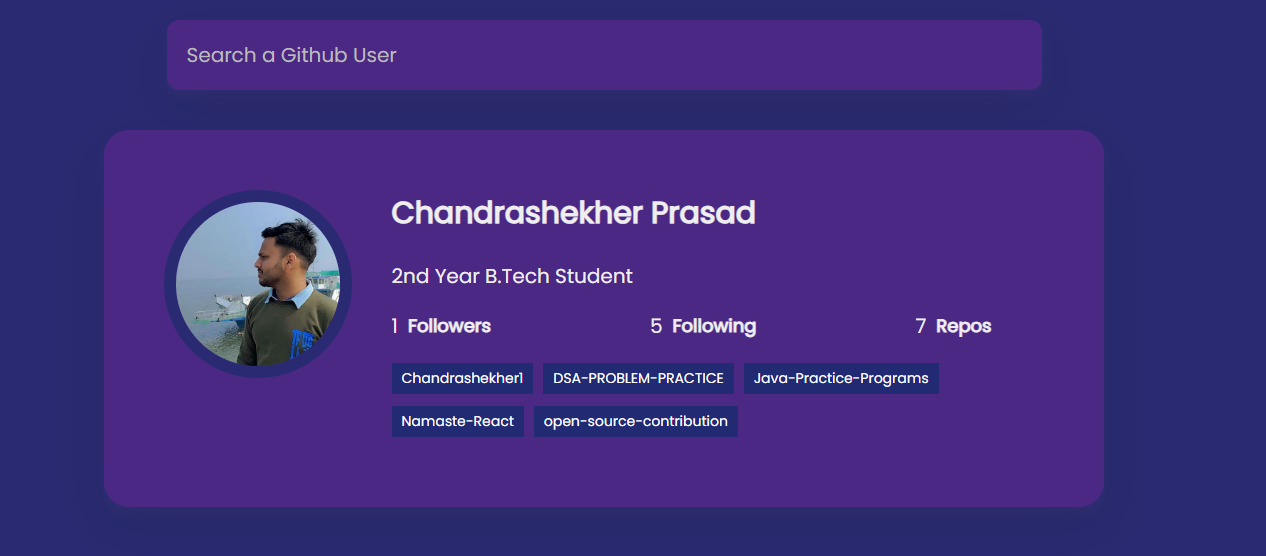 Search a Github User
Chandrashekher Prasad
2nd Year B.Tech Student
1 Followers 5 Following 7 Repos
Chandrashekher1 DSA-PROBLEM-PRACTICE Java-Practice-Programs
Namaste-React open-source-contribution